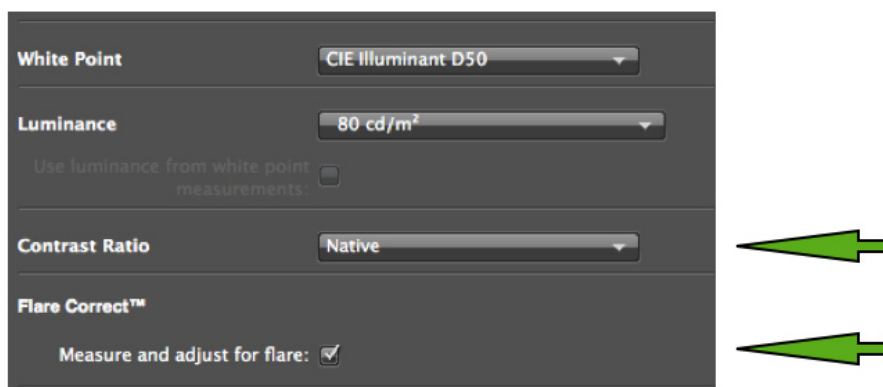 White Point CIE Illuminant D50
Luminance 80 cd/m²
Use luminance from white point
measurements:
Contrast Ratio Native
Flare Correct™
Measure and adjust for flare: